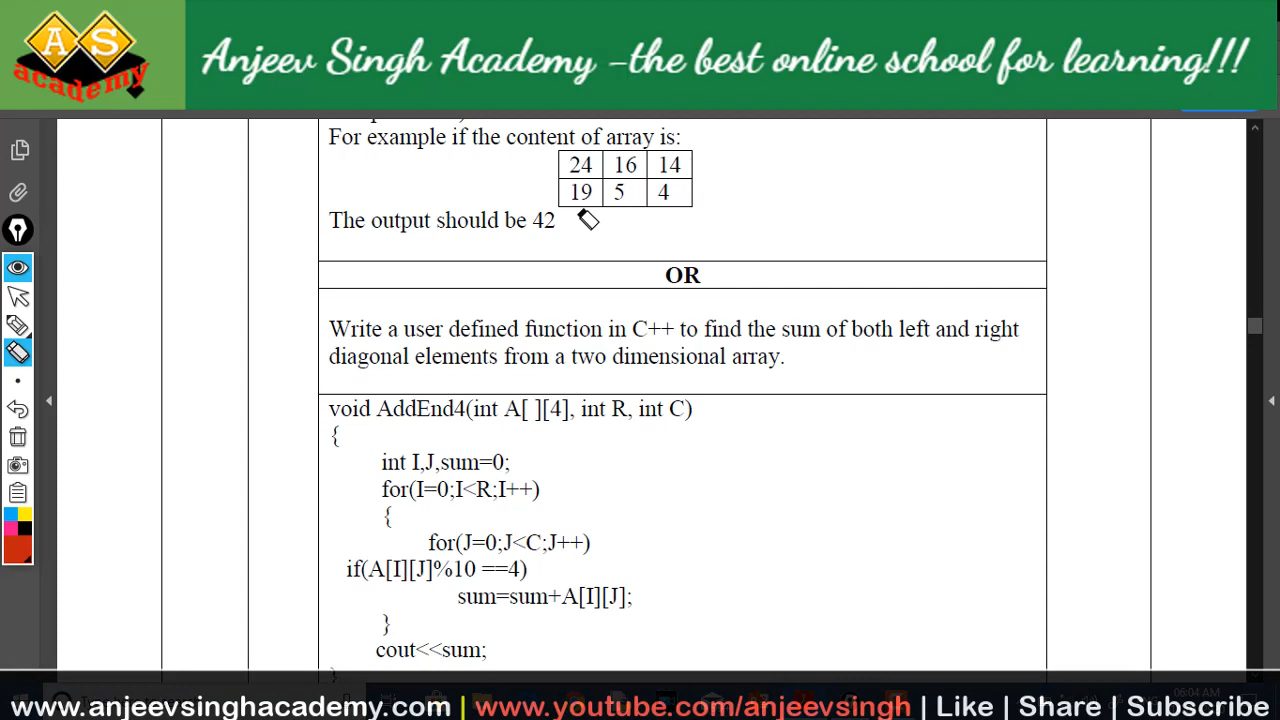 AS
academy
Anjeev Singh Academy -the best online school for learning!!!
For example if the content of array is:
24 16 14
19 5 4
The output should be 42
OR
Write a user defined function in C++ to find the sum of both left and right
diagonal elements from a two dimensional array.
void AddEnd4(int A[ ][4], int R, int C)
{
int I,J,sum=0;
for(I=0;I<R;I++)
{
for(J=0;J<C;J++)
if(A[I][J]%10 ==4)
sum=sum+A[I][J];
}
cout<<sum;
06:04 AM
www.anjeevsinghacademy.com | www.youtube.com/anjeevsingh | Like | Share | Subscribe